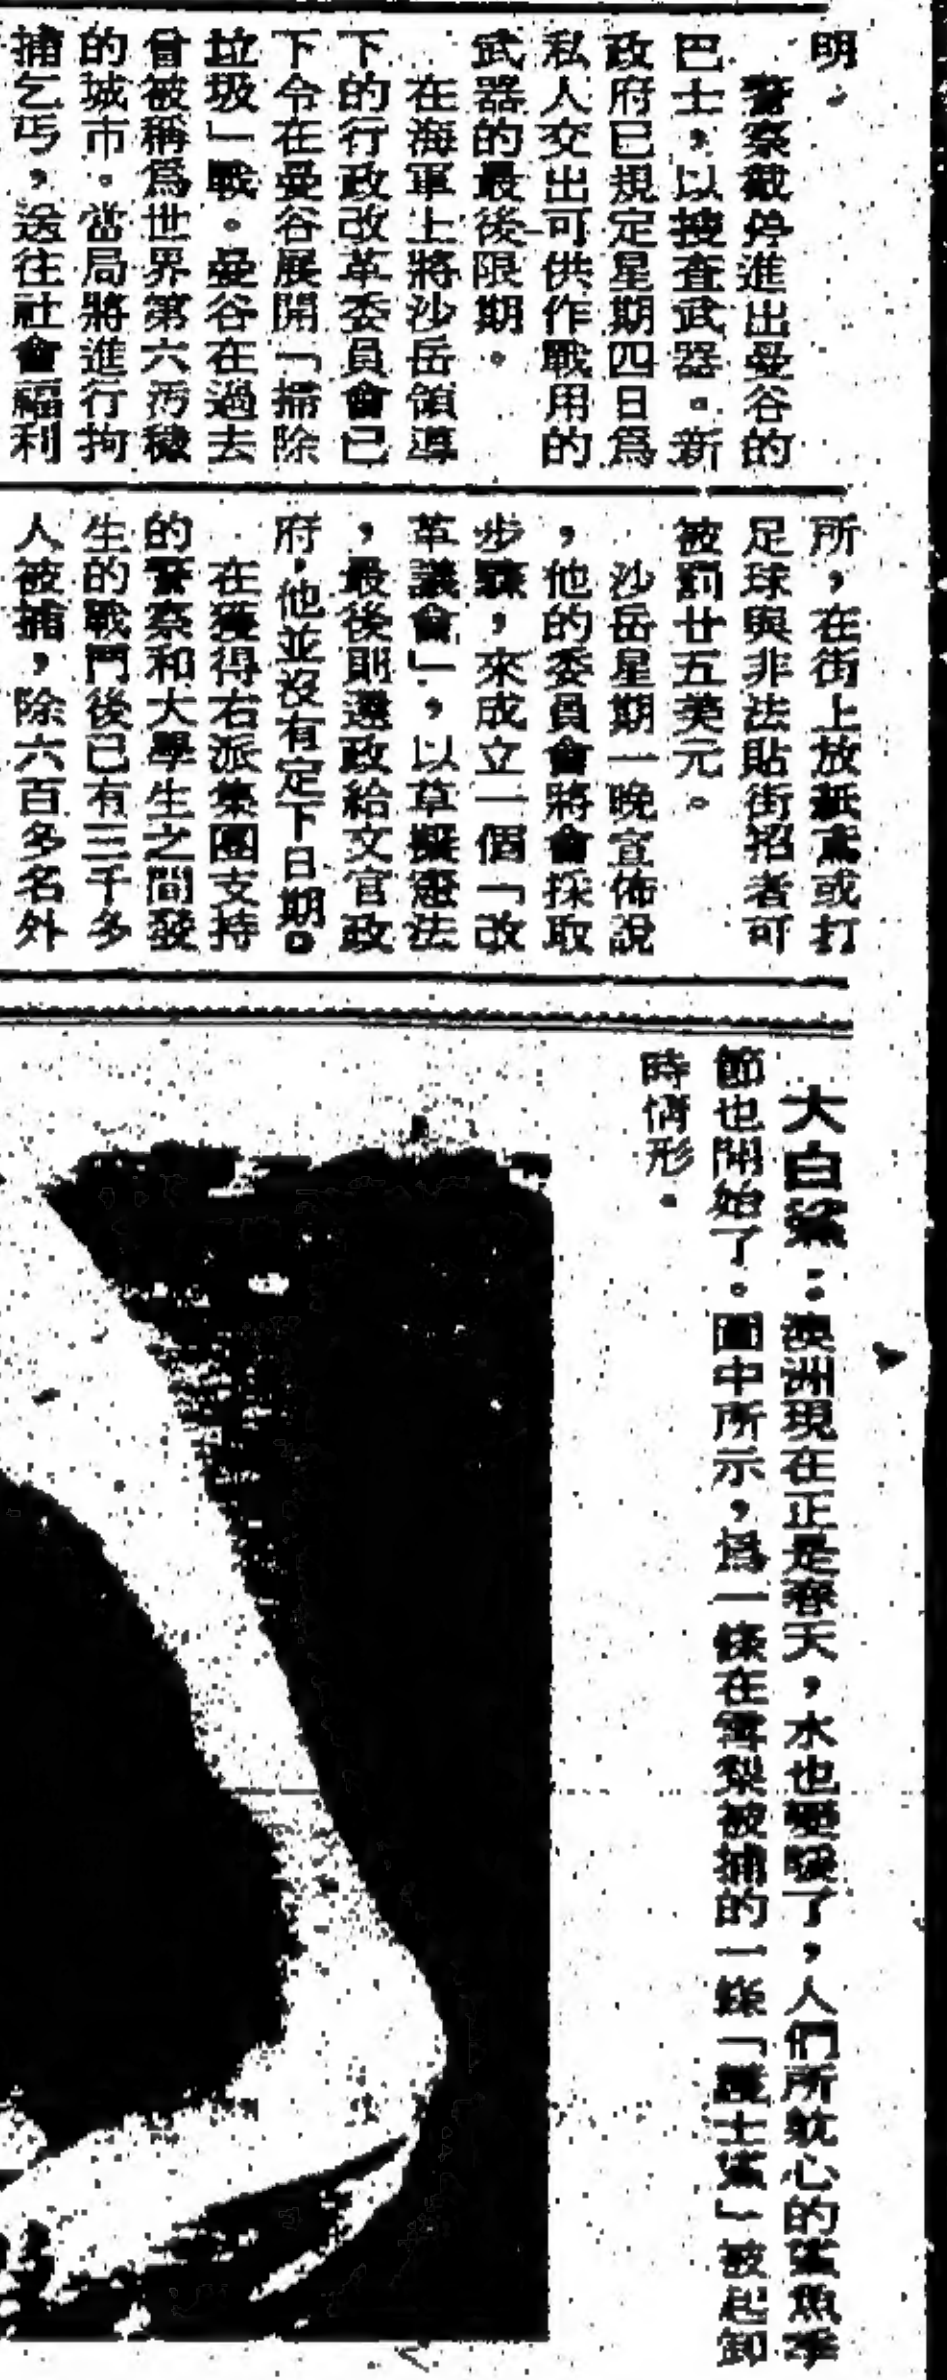 明.
警察截停進出曼谷的
巴士，以搜查武器。新
政府已規定星期四日爲
私人交出可供作戰用的
武器的最後限期。
在海軍上將沙岳領導
下的行政改革委員會已
下令在曼谷展開「掃除
垃圾」戰。曼谷在過去
曾被稱爲世界第六汚穢
的城市。當局將進行拘
捕乞丐，送往社會福利
所，在街上放紙鳶或打
足球與非法貼街招者可
被罰廿五美元。
沙岳星期一晚宣佈說
，他的委員會將會採取
步驟，來成立一個「改
革議會」，以草擬憲法
，最後則還政給文官政
府，他並沒有定下日期。
在獲得右派集團支持
的警察和大學生之間發
生的戰鬥後已有三千多
人被捕，除六百多名外
大白鯊：澳洲現在正是春天，水也變暖了，人們所躭心的鯊魚季
節也開始了。圖中所示，爲一條在雪梨被捕的一條「護士鯊」被起卸
時情形。